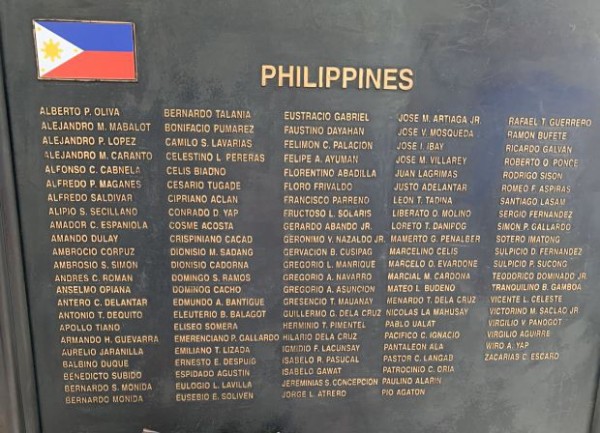 PHILIPPINES
ALBERTO P. OLIVA
ALEJANDRO M. MABALOT
ALEJANDRO P. LOPEZ
ALEJANDRO M. CARANTO
ALFONSO C. CABNELA
ALFREDO P. MAGANES
ALFREDO SALDIVAR
ALIPIO S. SECILLANO
AMADOR C. ESPANIOLA
AMANDO DULAY
AMBROCIO CORPUZ
AMBROSIO S. SIMON
ANDRES C. ROMAN
ANSELMO OPIANA
ANTERO C. DELANTAR
ANTONIO T. DEQUITO
APOLLO TIANO
ARMANDO H. GUEVARRA
AURELIO JARANILLA
BALBINO DUQUE
BENEDICTO SUBIDO
BERNARDO S. MONIDA
BERNARDO MONIDA
BERNARDO TALANIA
BONIFACIO PUMAREZ
CAMILO S. LAVARIAS
CELESTINO L. PERERAS
CELIS BIADNO
CESARIO TUGADE
CIPRIANO ACLAN
CONRADO D. YAP
COSME ACOSTA
CRISPINIANO CACAD
DIONISIO M. SADANG
DIONISIO CADORNA
DOMINGO S. RAMOS
DOMINOG CACHO
EDMUNDO A. BANTIGUE
ELEUTERIO B. BALAGOT
ELISEO SOMERA
EMERENCIANO P. GALLARDO
EMILIANO T. LIZADA
ERNESTO E. DESPUIG
ESPIDADO AGUSTIN
EULOGIO L. LAVILLA
EUSEBIO E. SOLIVEN
EUSTRACIO GABRIEL
FAUSTINO DAYAHAN
FELIMON C. PALACION
FELIPE A. AYUMAN
FLORENTINO ABADILLA
FLORO FRIVALDO
FRANCISCO PARREÑO
FRUCTOSO L. SOLARIS
GERARDO ABANDO JR.
GERONIMO V. NAZALDO JR.
GERVACION B. CUSIPAG
GREGORIO L. MANRIQUE
GREGORIO A. NAVARRO
GREGORIO A. ASUNCION
GRESENCIO T. MAUANAY
GUILLERMO G. DELA CRUZ
HERMINIO T. PIMENTEL
HILARIO DELA CRUZ
IGMIDIO F. LACUNSAY
ISABELO R. PASUCAL
ISABELO GAWAT
JEREMINIAS S. CONCEPCION
JORGE L. ATRERO
JOSE M. ARTIAGA JR.
JOSE V. MOSQUEDA
JOSE I. IBAY
JOSE M. VILLAREY
JUAN LAGRIMAS
JUSTO ADELANTAR
LEON T. TADINA
LIBERATO O. MOLINO
LORETO T. DANIPOG
MAMERTO G. PENALBER
MARCELINO CELIS
MARCELO O. EVARDONE
MARCIAL M. CARDONA
MATEO L. BUDENO
MENARDO T. DELA CRUZ
NICOLAS LA MAHUSAY
PABLO UALAT
PACIFICO C. IGNACIO
PANTALEON ALA
PASTOR C. LANGAB
PATROCINIO C. ORIA
PAULINO ALARIN
PIO AGATON
RAFAEL T. GUERRERO
RAMON BUFETE
RICARDO GALVAN
ROBERTO O. PONCE
RODRIGO SISON
ROMEO F. ASPIRAS
SANTIAGO LASAM
SERGIO FERNANDEZ
SIMON P. GALLARDO
SOTERO IMATONG
SULPICIO D. FERNANDEZ
SULPICIO P. SUCONG
TEODORICO DOMINADO JR.
TRANQUILINO B. GAMBOA
VICENTE L. CELESTE
VICTORINO M. SACLAO JR.
VIRGILIO V. PANOGOT
VIRGILIO AGUIRRE
WIRO A. YAP
ZACARIAS C. ESCARO